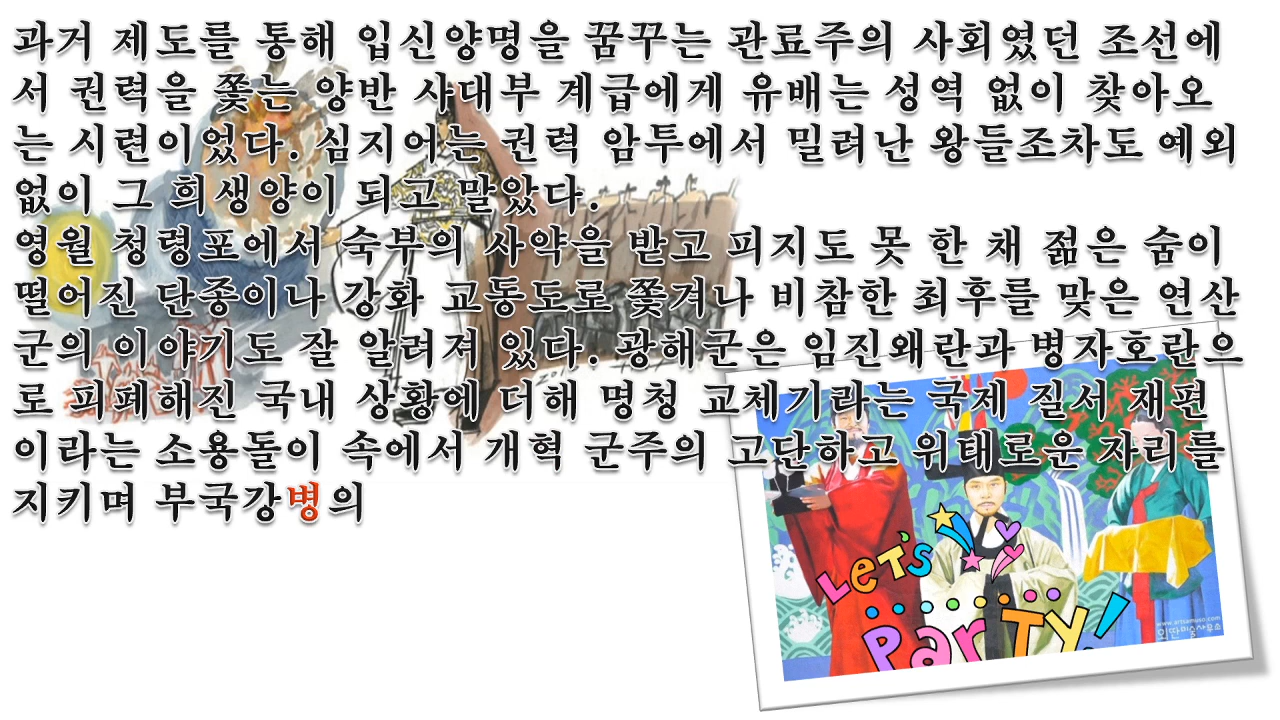 과거 제도를 통해 입신양명을 꿈꾸는 관료주의 사회였던 조선에
서 권력을 쫓는 양반 사대부 계급에게 유배는 성역 없이 찾아오
는 시련이었다. 심지어는 권력 암투에서 밀려난 왕들조차도 예외
없이 그 희생양이 되고 말았다.
영월 청령포에서 숙부의 사약을 받고 피지도 못 한 채 젊은 숨이
떨어진 단종이나 강화 교동도로 쫓겨나 비참한 최후를 맞은 연산
군의 이야기도 잘 알려져 있다. 광해군은 임진왜란과 병자호란으
로 피폐해진 국내 상황에 더해 명청 교체기라는 국제 질서 재편
이라는 소용돌이 속에서 개혁 군주의 고단하고 위태로운 자리를
지키며 부국강병의
LeT's
ParTy!
www.artsamuso.com